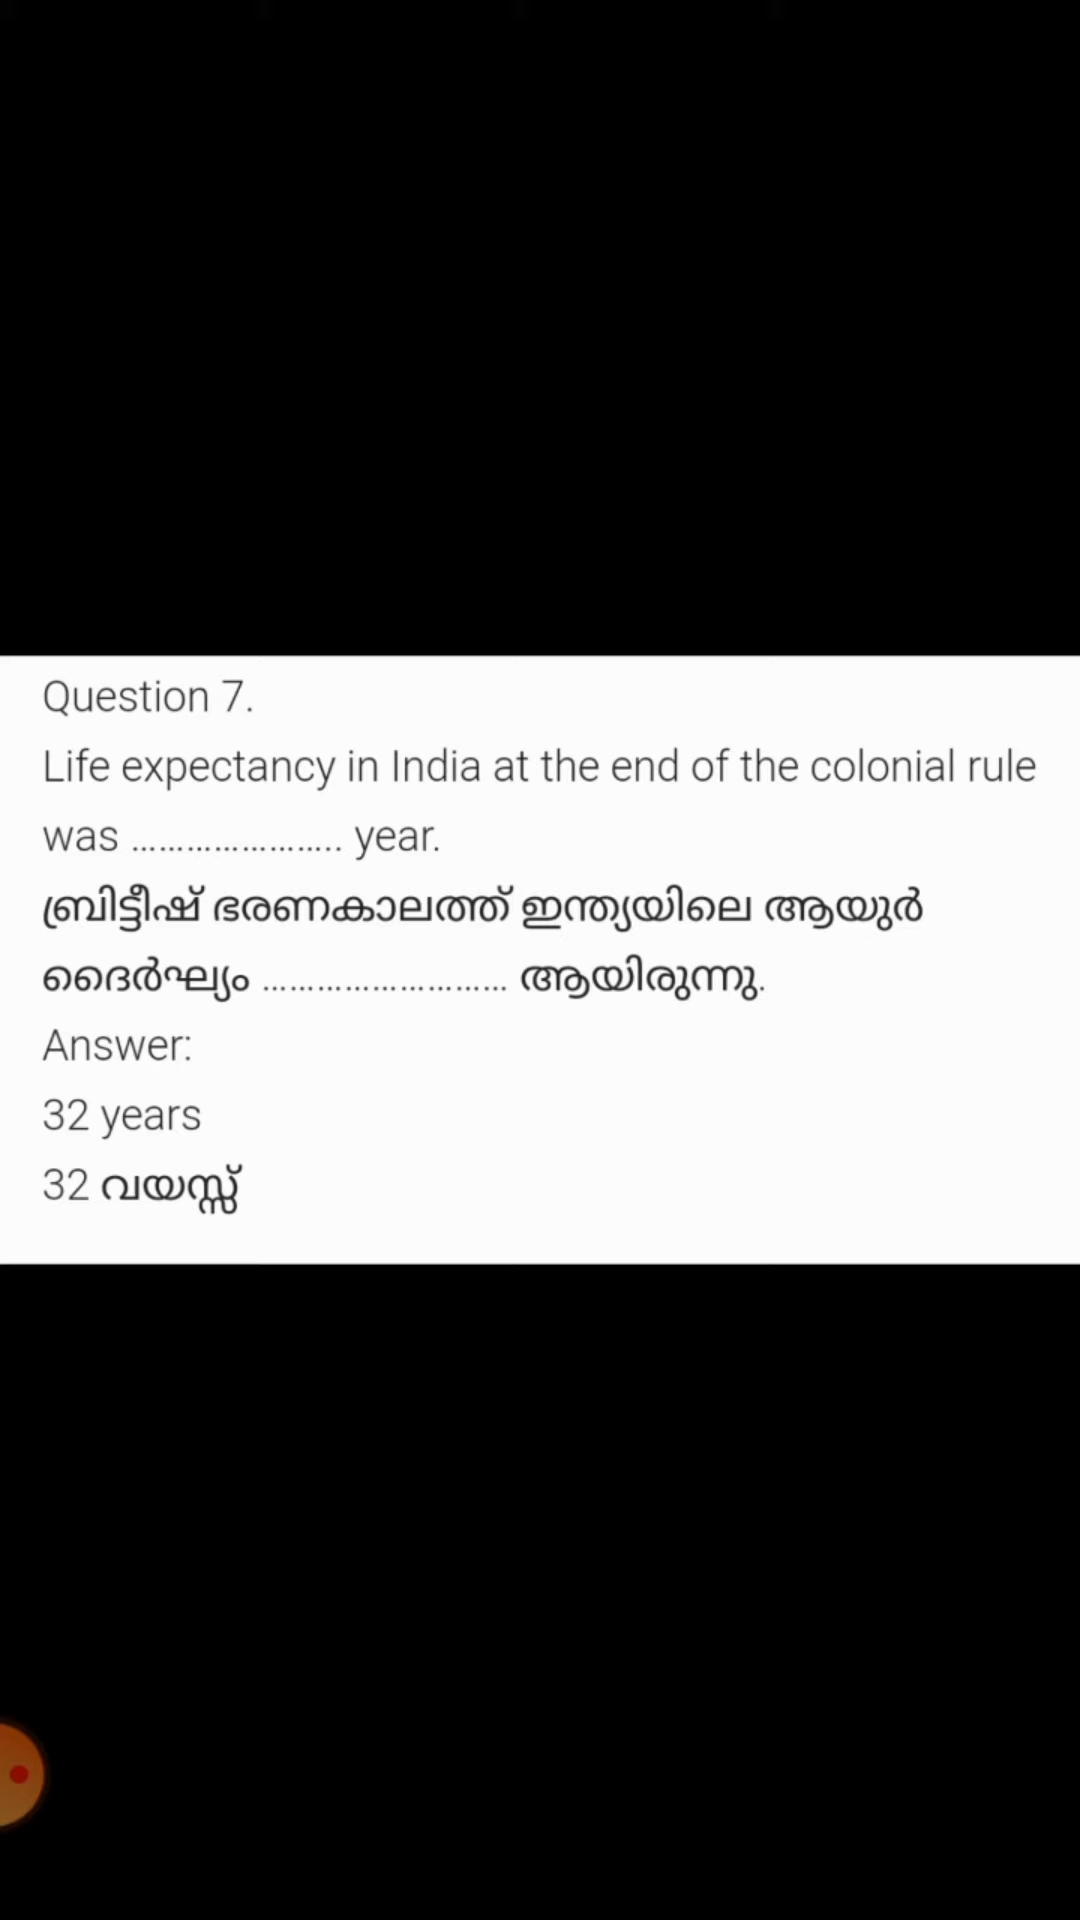 Question 7.
Life expectancy in India at the end of the colonial rule
was ………………….. year.
ബ്രിട്ടീഷ് ഭരണകാലത്ത് ഇന്ത്യയിലെ ആയുർ
ദൈർഘ്യം ……………………… ആയിരുന്നു.
Answer:
32 years
32 വയസ്സ്